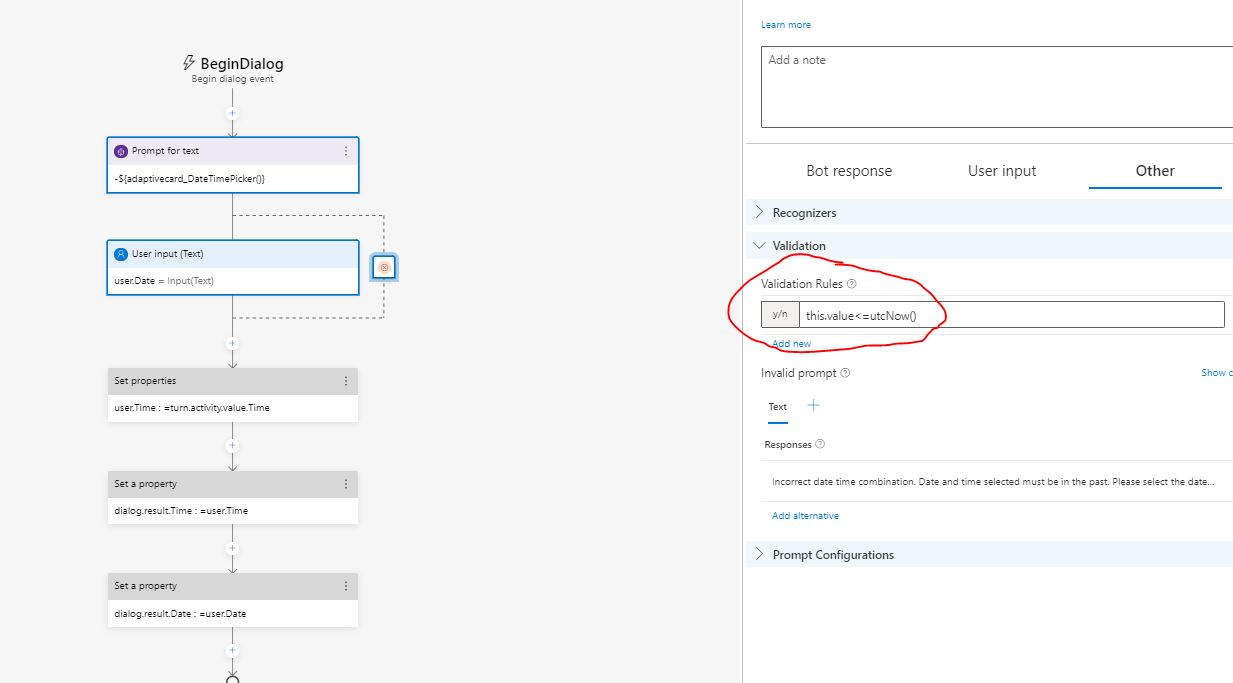 BeginDialog
Begin dialog event
Prompt for text
-${adaptivecard_DateTimePicker()}
User input (Text)
user.Date = Input(Text)
Set properties
user.Time : =turn.activity.value.Time
Set a property
dialog.result.Time : =user.Time
Set a property
dialog.result.Date : =user.Date
Learn more
Add a note
Bot response User input Other
Recognizers
Validation
Validation Rules
y/n this.value<=utcNow()
Add new
Invalid prompt Show c
Text
Responses
Incorrect date time combination. Date and time selected must be in the past. Please select the date...
Add alternative
Prompt Configurations